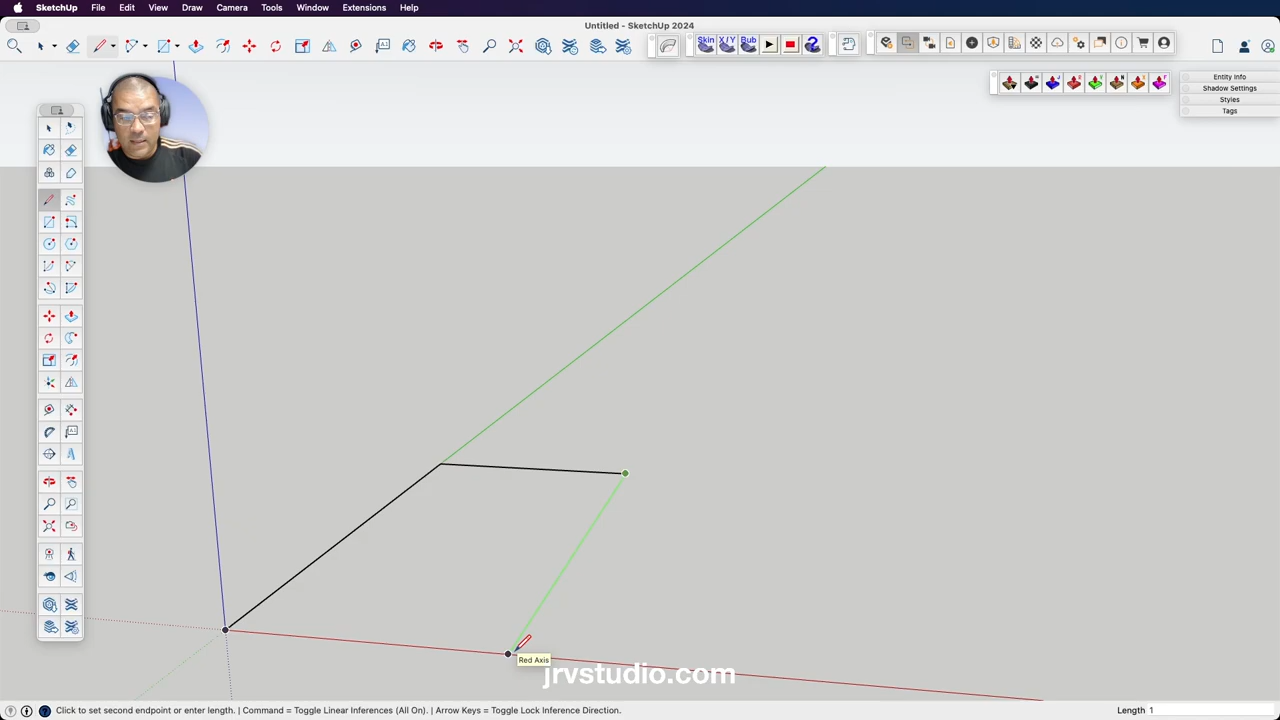 SketchUp File Edit View Draw Camera Tools Window Extensions Help
Untitled - SketchUp 2024
Skin X/Y Bub
Entity Info
Shadow Settings
Styles
Tags
Red Axis
jrvstudio.com
Click to set second endpoint or enter length. | Command = Toggle Linear Inferences (All On). | Arrow Keys = Toggle Lock Inference Direction.
Length 1